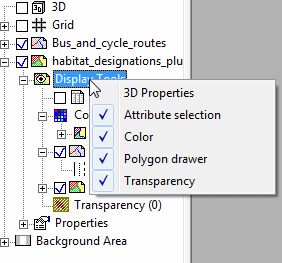 3D
Grid
Bus_and_cycle_routes
habitat_designations_plu
Display Tools
3D Properties
Attribute selection
Co
Color
Polygon drawer
Transparency
Transparency (0)
Properties
Background Area